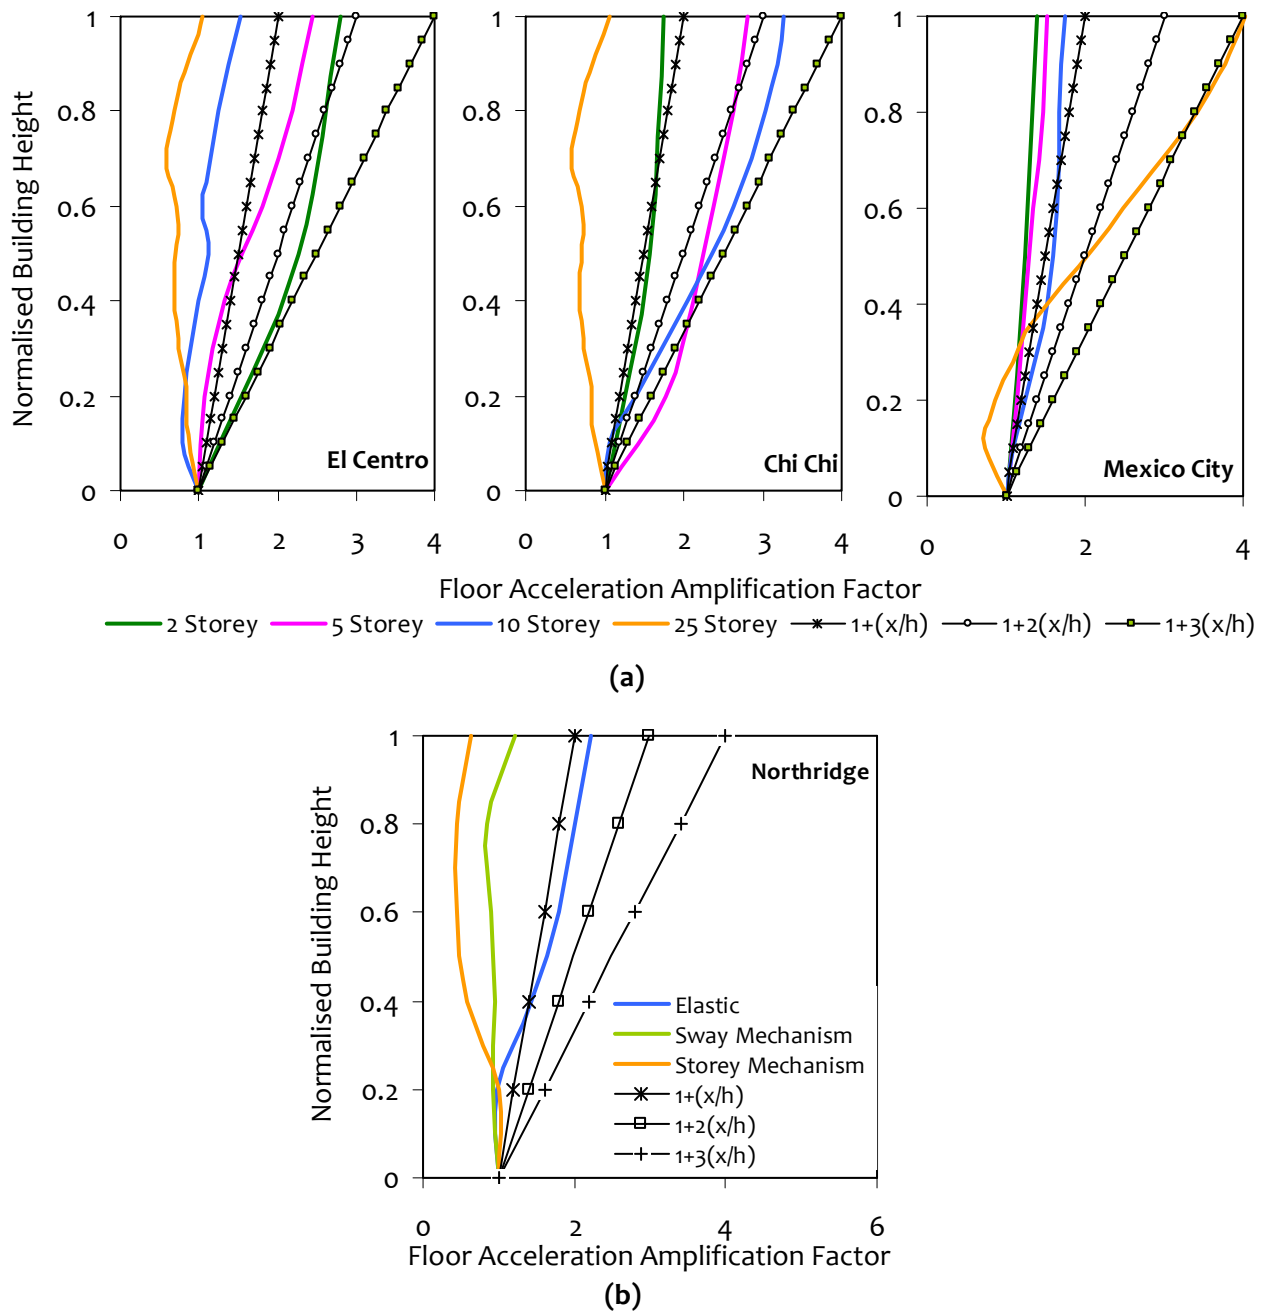 Normalised Building Height
1
0.8
0.6
0.4
0.2
0
El Centro
0 1 2 3 4
1
0.8
0.6
0.4
0.2
0
Chi Chi
0 1 2 3 4
1
0.8
0.6
0.4
0.2
0
Mexico City
0 2 4
Floor Acceleration Amplification Factor
2 Storey 5 Storey 10 Storey 25 Storey 1+(x/h) 1+2(x/h) 1+3(x/h)
(a)
Normalised Building Height
1
0.8
0.6
0.4
0.2
0
Northridge
Elastic
Sway Mechanism
Storey Mechanism
1+(x/h)
1+2(x/h)
1+3(x/h)
0 2 4 6
Floor Acceleration Amplification Factor
(b)